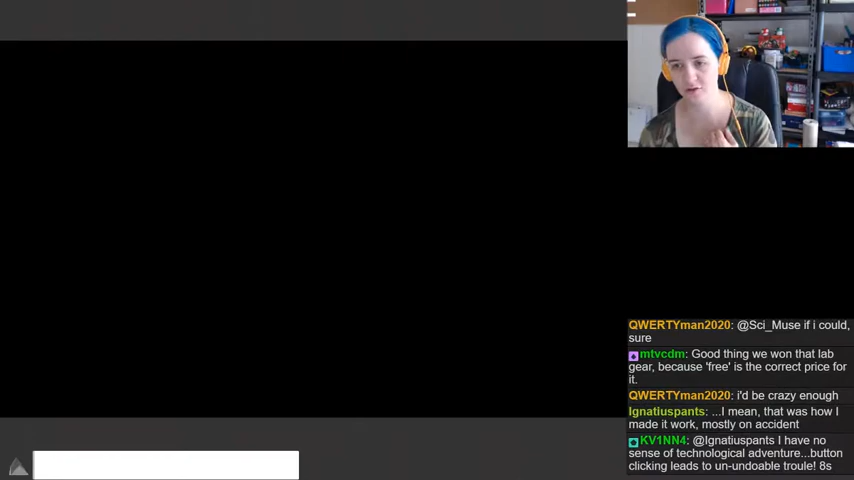 QWERTYman2020: @Sci_Muse if i could,
sure
mtvcdm: Good thing we won that lab
gear, because 'free' is the correct price for
it.
QWERTYman2020: i'd be crazy enough
Ignatiuspants: ...I mean, that was how I
made it work, mostly on accident
KV1NN4: @Ignatiuspants I have no
sense of technological adventure...button
clicking leads to un-undoable troule! 8s